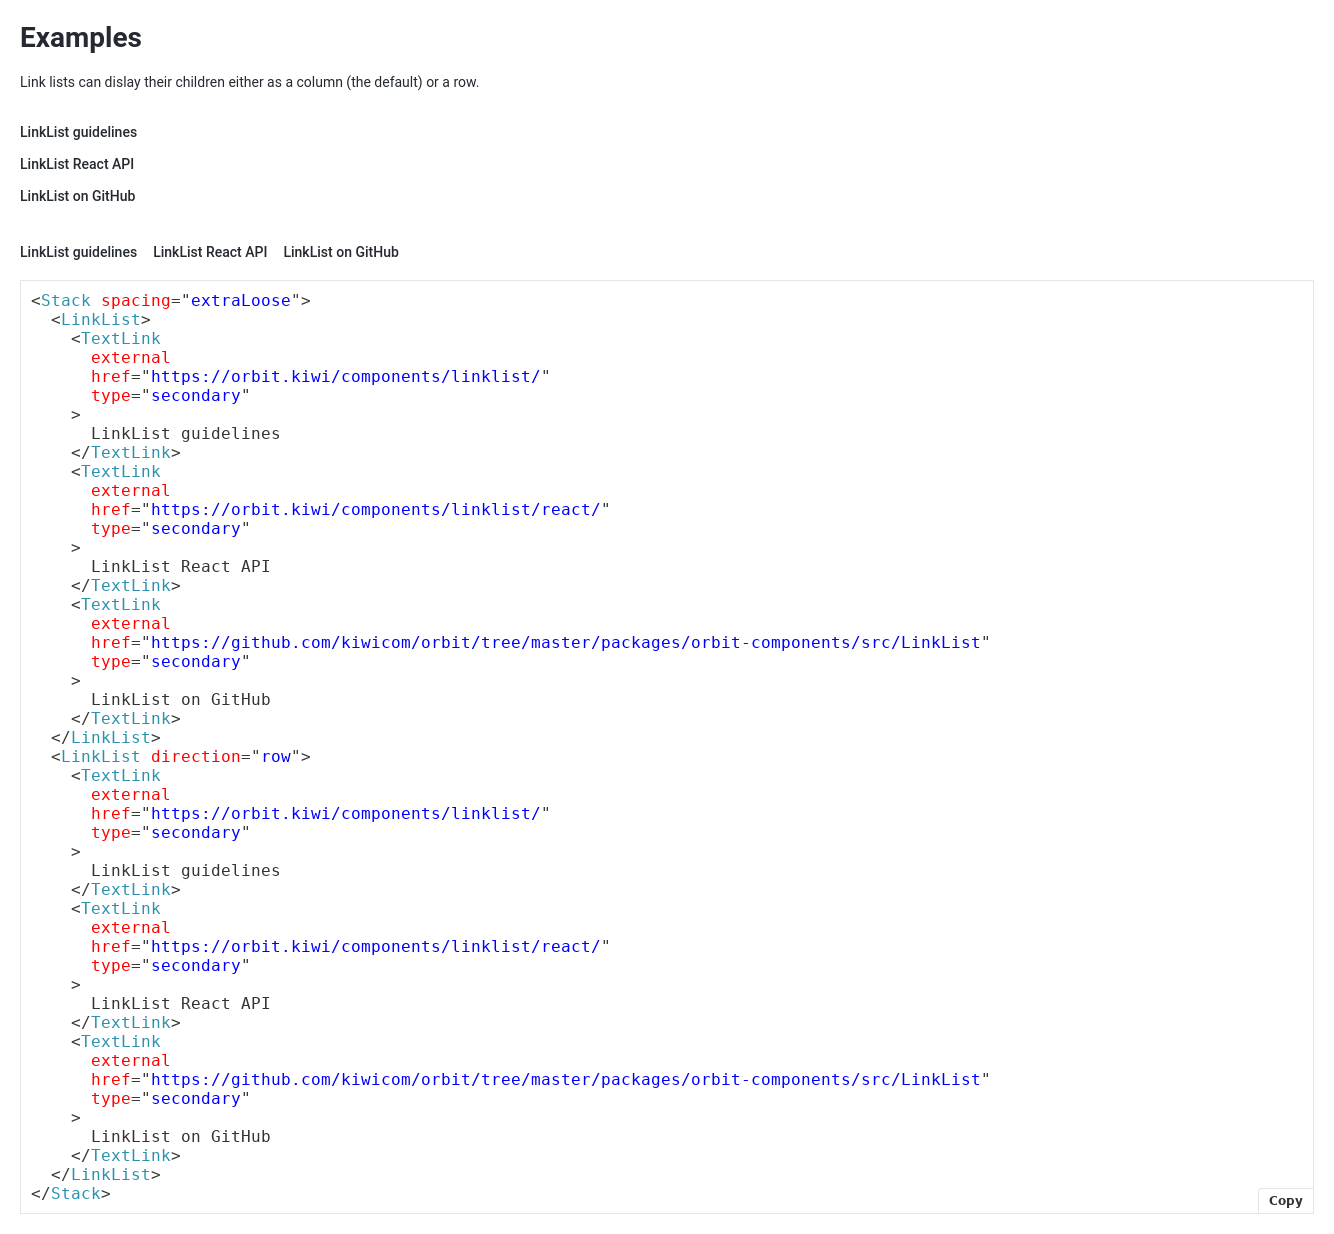 Examples
Link lists can dislay their children either as a column (the default) or a row.
LinkList guidelines
LinkList React API
LinkList on GitHub
LinkList guidelines LinkList React API LinkList on GitHub
<Stack spacing="extraLoose">
  <LinkList>
    <TextLink
      external
      href="https://orbit.kiwi/components/linklist/"
      type="secondary"
    >
      LinkList guidelines
    </TextLink>
    <TextLink
      external
      href="https://orbit.kiwi/components/linklist/react/"
      type="secondary"
    >
      LinkList React API
    </TextLink>
    <TextLink
      external
      href="https://github.com/kiwicom/orbit/tree/master/packages/orbit-components/src/LinkList"
      type="secondary"
    >
      LinkList on GitHub
    </TextLink>
  </LinkList>
  <LinkList direction="row">
    <TextLink
      external
      href="https://orbit.kiwi/components/linklist/"
      type="secondary"
    >
      LinkList guidelines
    </TextLink>
    <TextLink
      external
      href="https://orbit.kiwi/components/linklist/react/"
      type="secondary"
    >
      LinkList React API
    </TextLink>
    <TextLink
      external
      href="https://github.com/kiwicom/orbit/tree/master/packages/orbit-components/src/LinkList"
      type="secondary"
    >
      LinkList on GitHub
    </TextLink>
  </LinkList>
</Stack>
Copy